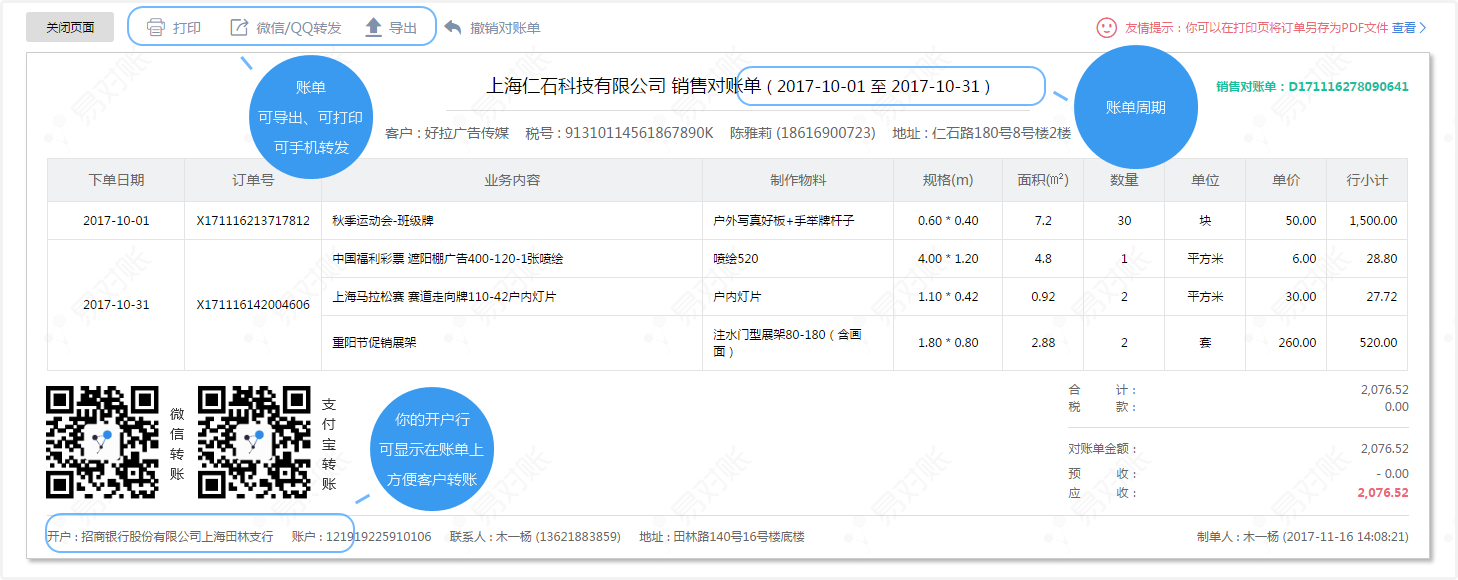 关闭页面 打印 微信/QQ转发 导出 撤销对账单 友情提示：你可以在打印页将订单另存为PDF文件 查看
账单
可导出、可打印
可手机转发
上海仁石科技有限公司 销售对账单 ( 2017-10-01 至 2017-10-31 )
账单周期
销售对账单：D171116278090641
客户：好拉广告传媒 税号：91310114561867890K 陈雅莉 (18616900723) 地址：仁石路180号8号楼2楼
下单日期 订单号 业务内容 制作物料 规格(m) 面积(㎡) 数量 单位 单价 行小计
2017-10-01 X171116213717812 秋季运动会-班级牌 户外写真好板+手举牌杆子 0.60 * 0.40 7.2 30 块 50.00 1,500.00
2017-10-31 X171116142004606 中国福利彩票 遮阳棚广告400-120-1张喷绘 喷绘520 4.00 * 1.20 4.8 1 平方米 6.00 28.80
上海马拉松赛 赛道走向牌110-42户内灯片 户内灯片 1.10 * 0.42 0.92 2 平方米 30.00 27.72
重阳节促销展架 注水门型展架80-180（含画
面） 1.80 * 0.80 2.88 2 套 260.00 520.00
微信转账
支付宝转账
你的开户行
可显示在账单上
方便客户转账
合 计： 2,076.52
税 款： 0.00
对账单金额： 2,076.52
预 收： - 0.00
应 收： 2,076.52
开户：招商银行股份有限公司上海田林支行 账户：121919225910106 联系人：木一杨 (13621883859) 地址：田林路140号16号楼底楼 制单人：木一杨 (2017-11-16 14:08:21)
易对账